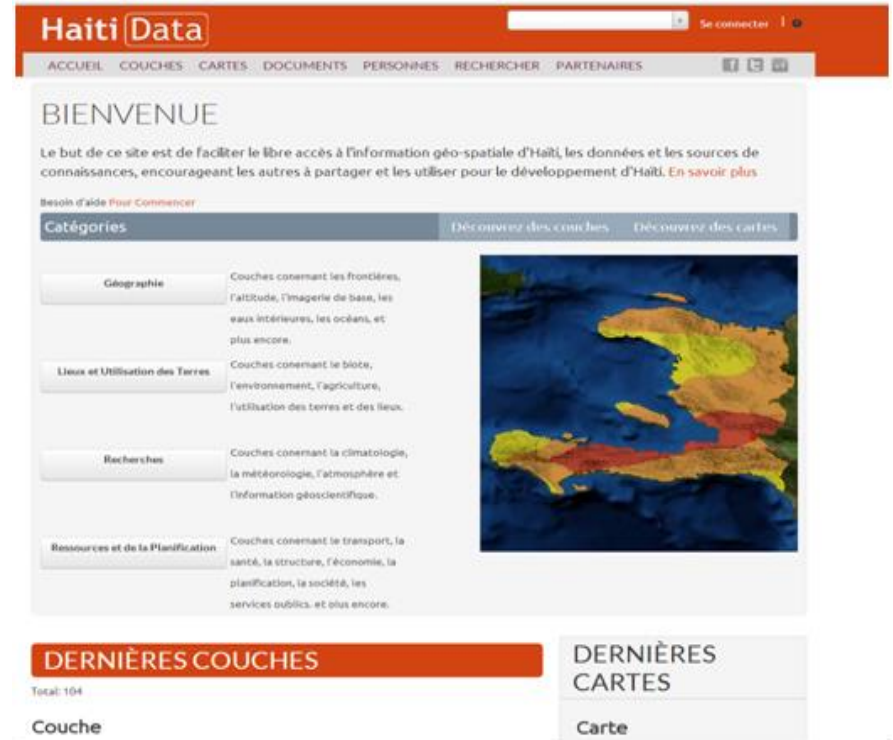 Haiti Data
Se connecter
ACCUEIL COUCHES CARTES DOCUMENTS PERSONNES RECHERCHER PARTENAIRES
BIENVENUE
Le but de ce site est de faciliter le libre accès à l'information géo-spatiale d'Haïti, les données et les sources de
connaissances, encourageant les autres à partager et les utiliser pour le développement d'Haïti. En savoir plus
Besoin d'aide Pour Commencer
Catégories
Découvrez des couches Découvrez des cartes
Géographie
Couches conernant les frontières,
l'altitude, l'imagerie de base, les
eaux intérieures, les océans, et
plus encore.
Lieux et Utilisation des Terres
Couches conernant le biote,
l'environnement, l'agriculture,
l'utilisation des terres et des lieux.
Recherches
Couches conernant la climatologie,
la météorologie, l'atmosphère et
l'information géoscientifique.
Ressources et de la Planification
Couches conernant le transport, la
santé, la structure, l'économie, la
planification, la société, les
services publics, et plus encore.
DERNIÈRES COUCHES
Total: 104
Couche
DERNIÈRES
CARTES
Carte